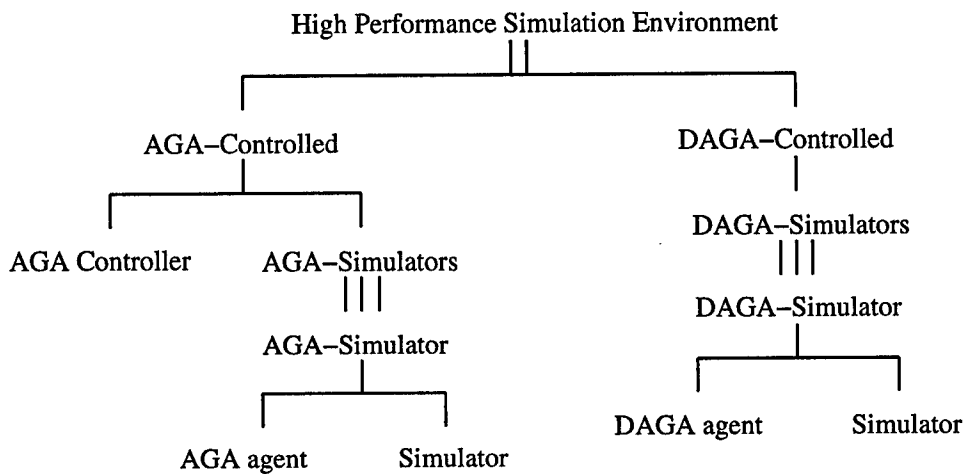 High Performance Simulation Environment
AGA–Controlled
DAGA–Controlled
AGA Controller
AGA–Simulators
DAGA–Simulators
AGA–Simulator
DAGA–Simulator
AGA agent
Simulator
DAGA agent
Simulator